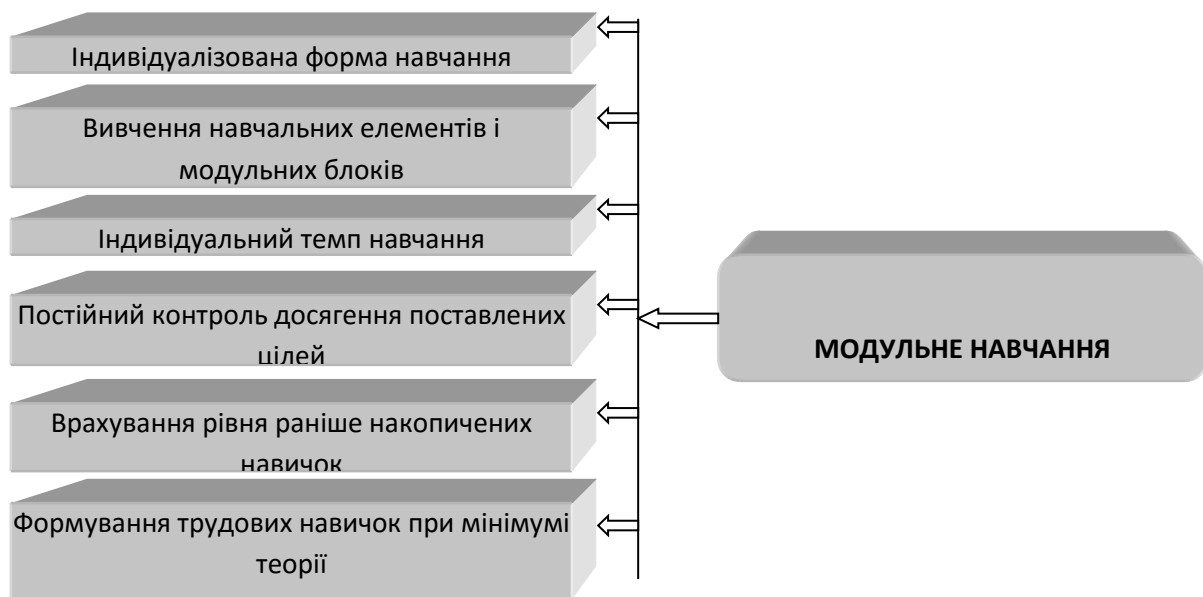 Індивідуалізована форма навчання
Вивчення навчальних елементів і
модульних блоків
Індивідуальний темп навчання
Постійний контроль досягення поставлених
цілей
Врахування рівня раніше накопичених
навичок
Формування трудових навичок при мінімумі
теорії
МОДУЛЬНЕ НАВЧАННЯ